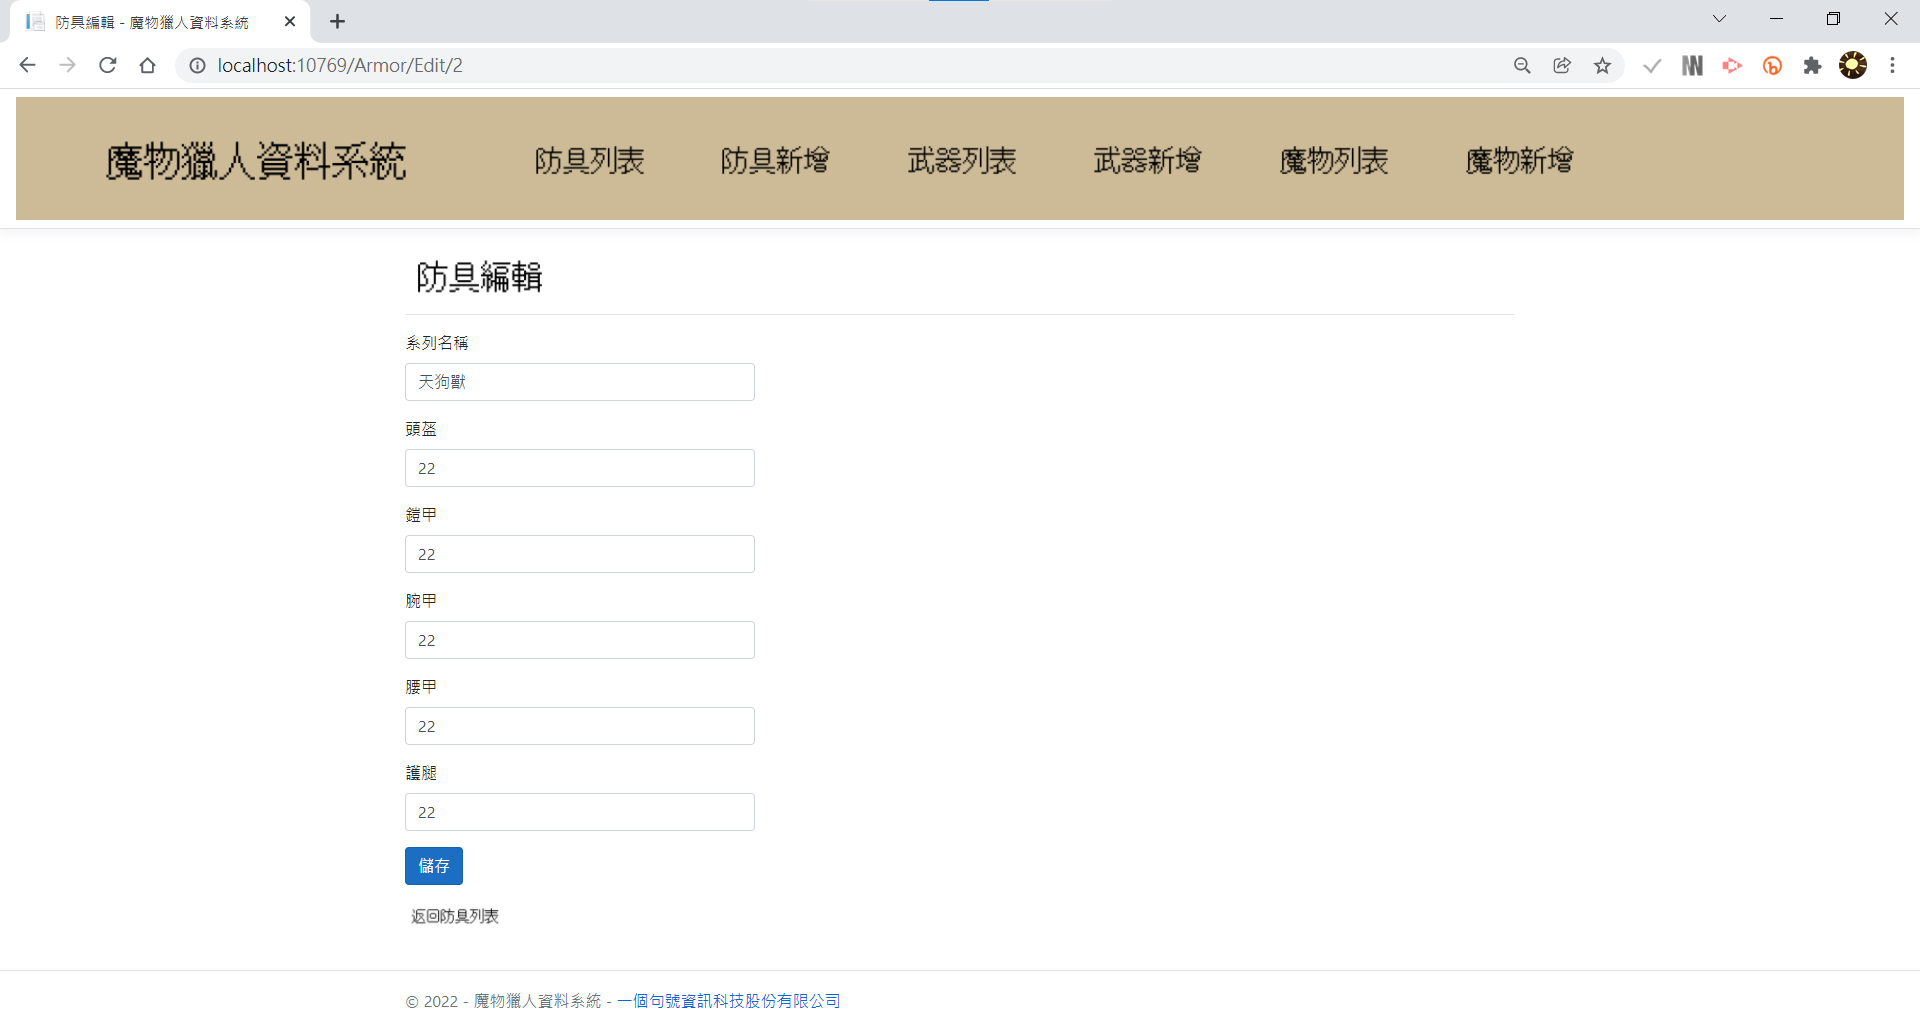 防具編輯 - 魔物獵人資料系統
localhost:10769/Armor/Edit/2
魔物獵人資料系統 防具列表 防具新增 武器列表 武器新增 魔物列表 魔物新增
防具編輯
系列名稱
天狗獸
頭盔
22
鎧甲
22
腕甲
22
腰甲
22
護腿
22
儲存
返回防具列表
© 2022 - 魔物獵人資料系統 - 一個句號資訊科技股份有限公司